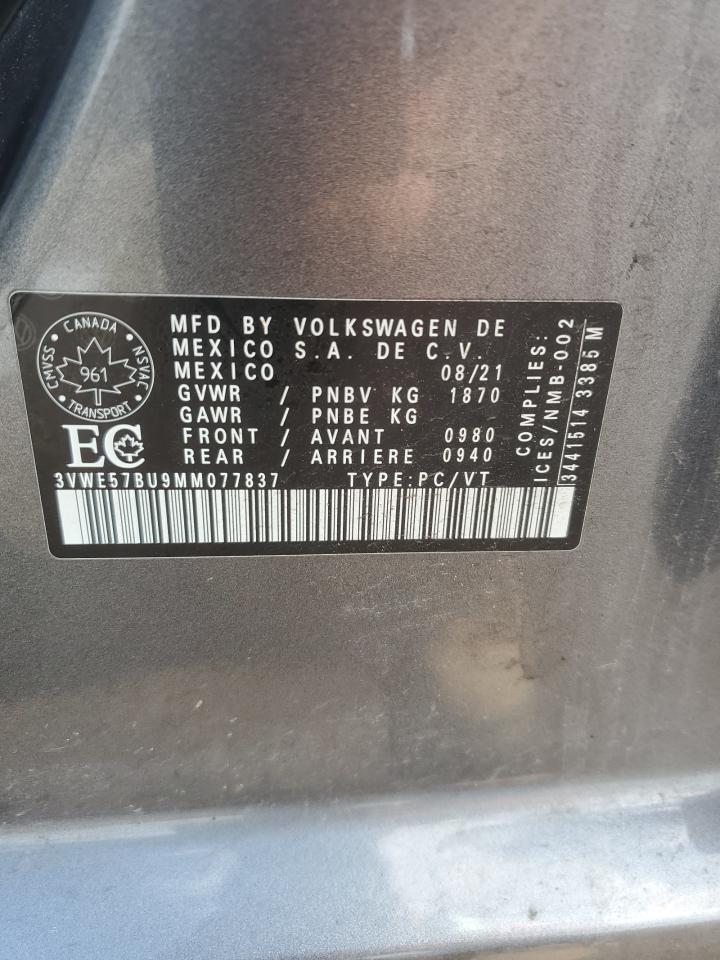 CANADA
CMVSS
NSVAC
961
TRANSPORT
EC
MFD BY VOLKSWAGEN DE
MEXICO S.A. DE C.V.
MEXICO 08/21
GVWR / PNBV KG 1870
GAWR / PNBE KG
FRONT / AVANT 0980
REAR / ARRIERE 0940
3VWE57BU9MM077837 TYPE:PC/VT
COMPLIES:
ICES/NMB-002
3441514 3385 M